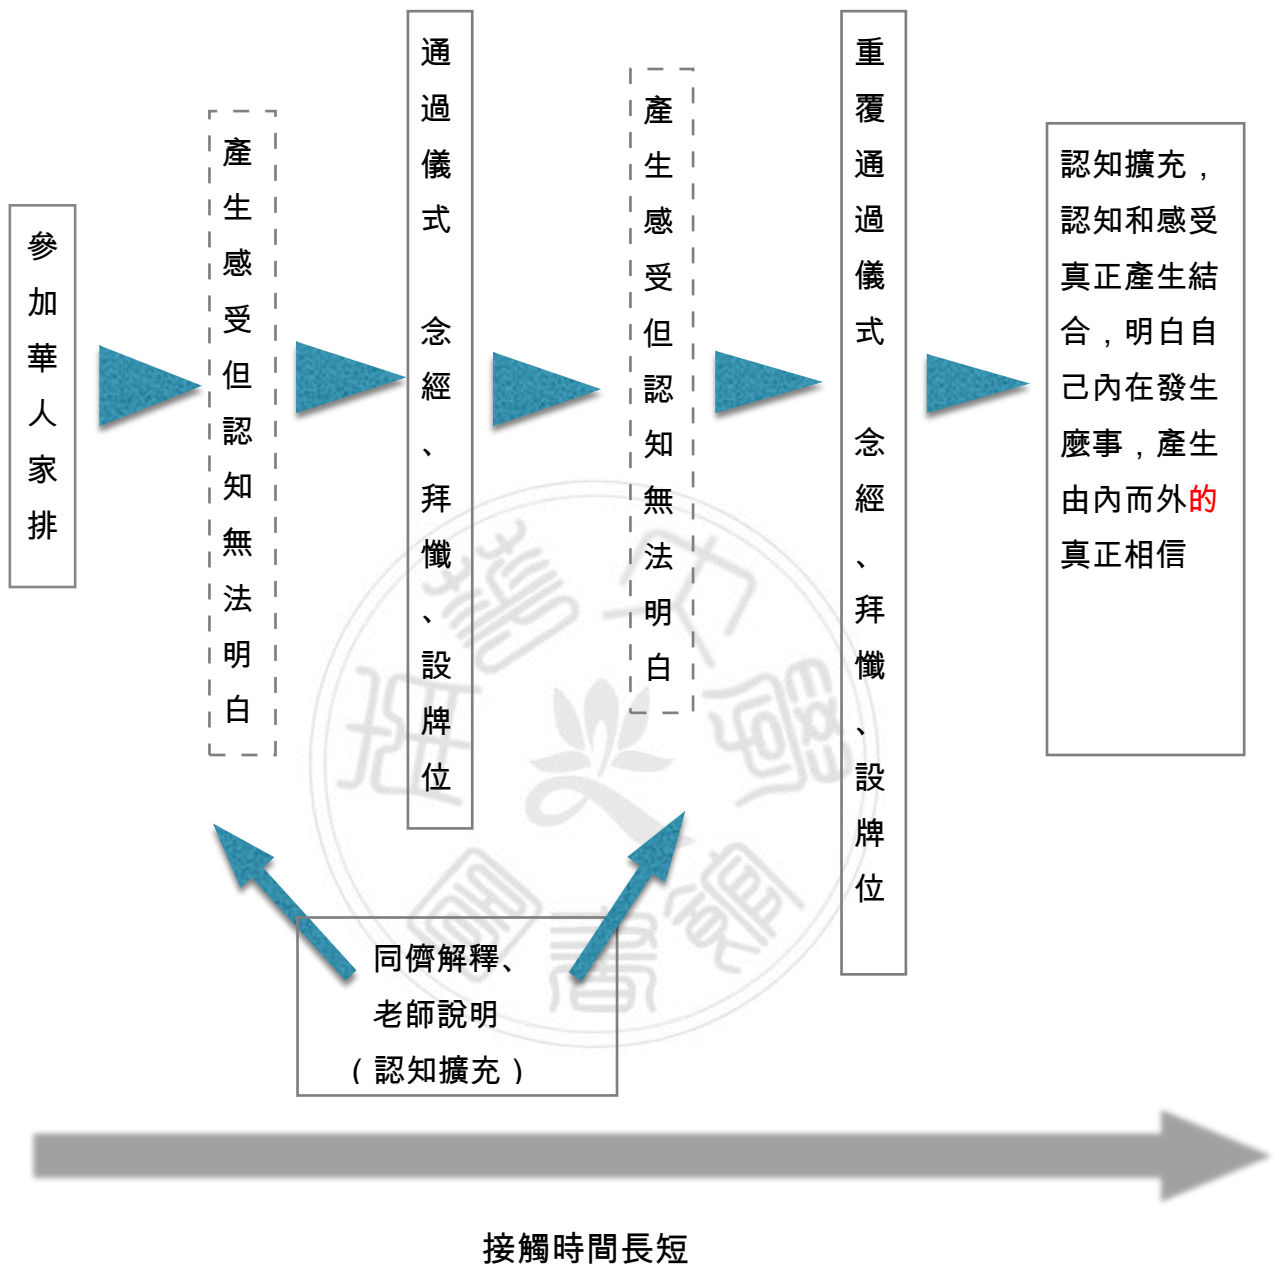 參加華人家排
產生感受但認知無法明白
通過儀式 念經、拜懺、設牌位
產生感受但認知無法明白
重覆通過儀式 念經、拜懺、設牌位
認知擴充，
認知和感受
真正產生結
合，明白自
己內在發生
麼事，產生
由內而外的
真正相信
同儕解釋、
老師說明
（認知擴充）
接觸時間長短